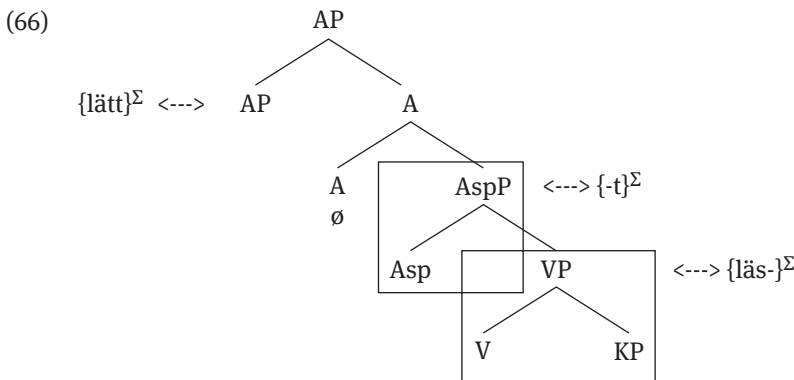 (66)
AP
{lätt}Σ <---> AP A
A AspP <---> {-t}Σ
ø
Asp VP <---> {läs-}Σ
V KP